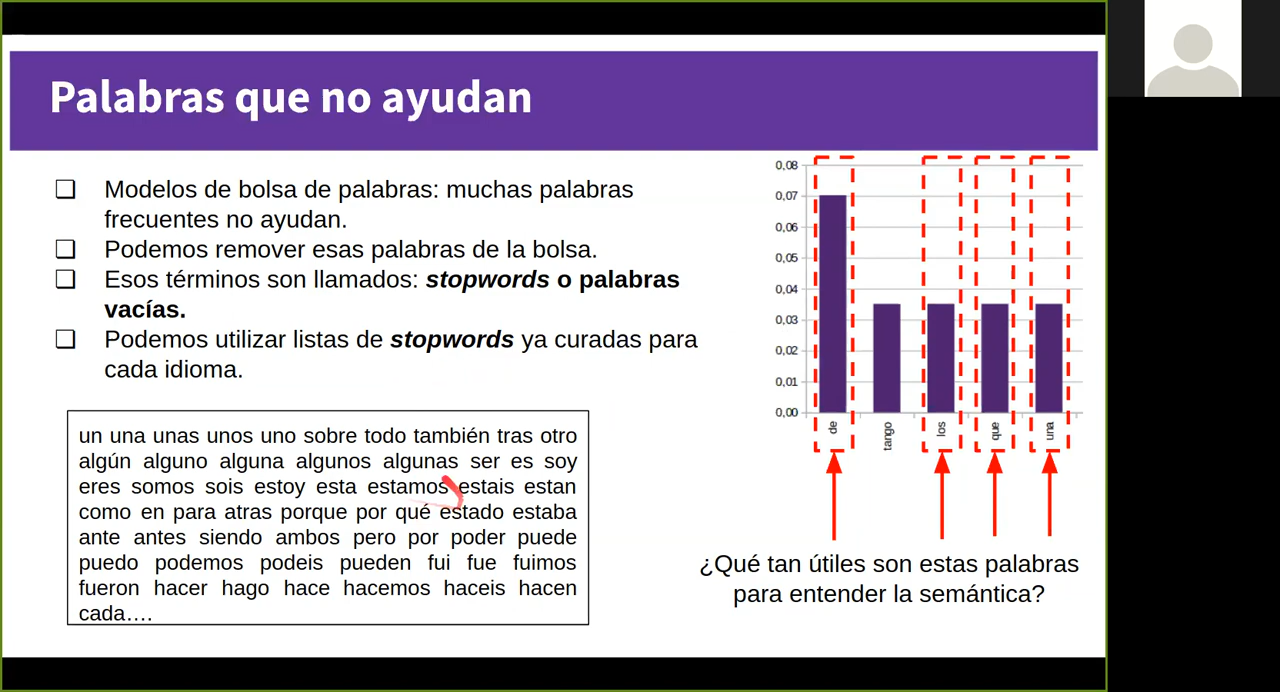 Palabras que no ayudan
❑ Modelos de bolsa de palabras: muchas palabras
frecuentes no ayudan.
❑ Podemos remover esas palabras de la bolsa.
❑ Esos términos son llamados: stopwords o palabras
vacías.
❑ Podemos utilizar listas de stopwords ya curadas para
cada idioma.
un una unas unos uno sobre todo también tras otro
algún alguno alguna algunos algunas ser es soy
eres somos sois estoy esta estamos estais estan
como en para atras porque por qué estado estaba
ante antes siendo ambos pero por poder puede
puedo podemos podeis pueden fui fue fuimos
fueron hacer hago hace hacemos haceis hacen
cada….
0,08
0,07
0,06
0,05
0,04
0,03
0,02
0,01
0,00
de
tango
los
que
una
¿Qué tan útiles son estas palabras
para entender la semántica?